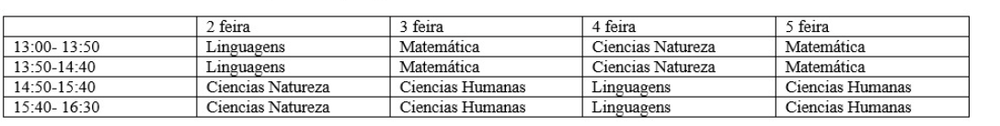 2 feira 3 feira 4 feira 5 feira
13:00- 13:50 Linguagens Matemática Ciencias Natureza Matemática
13:50-14:40 Linguagens Matemática Ciencias Natureza Matemática
14:50-15:40 Ciencias Natureza Ciencias Humanas Linguagens Ciencias Humanas
15:40- 16:30 Ciencias Natureza Ciencias Humanas Linguagens Ciencias Humanas